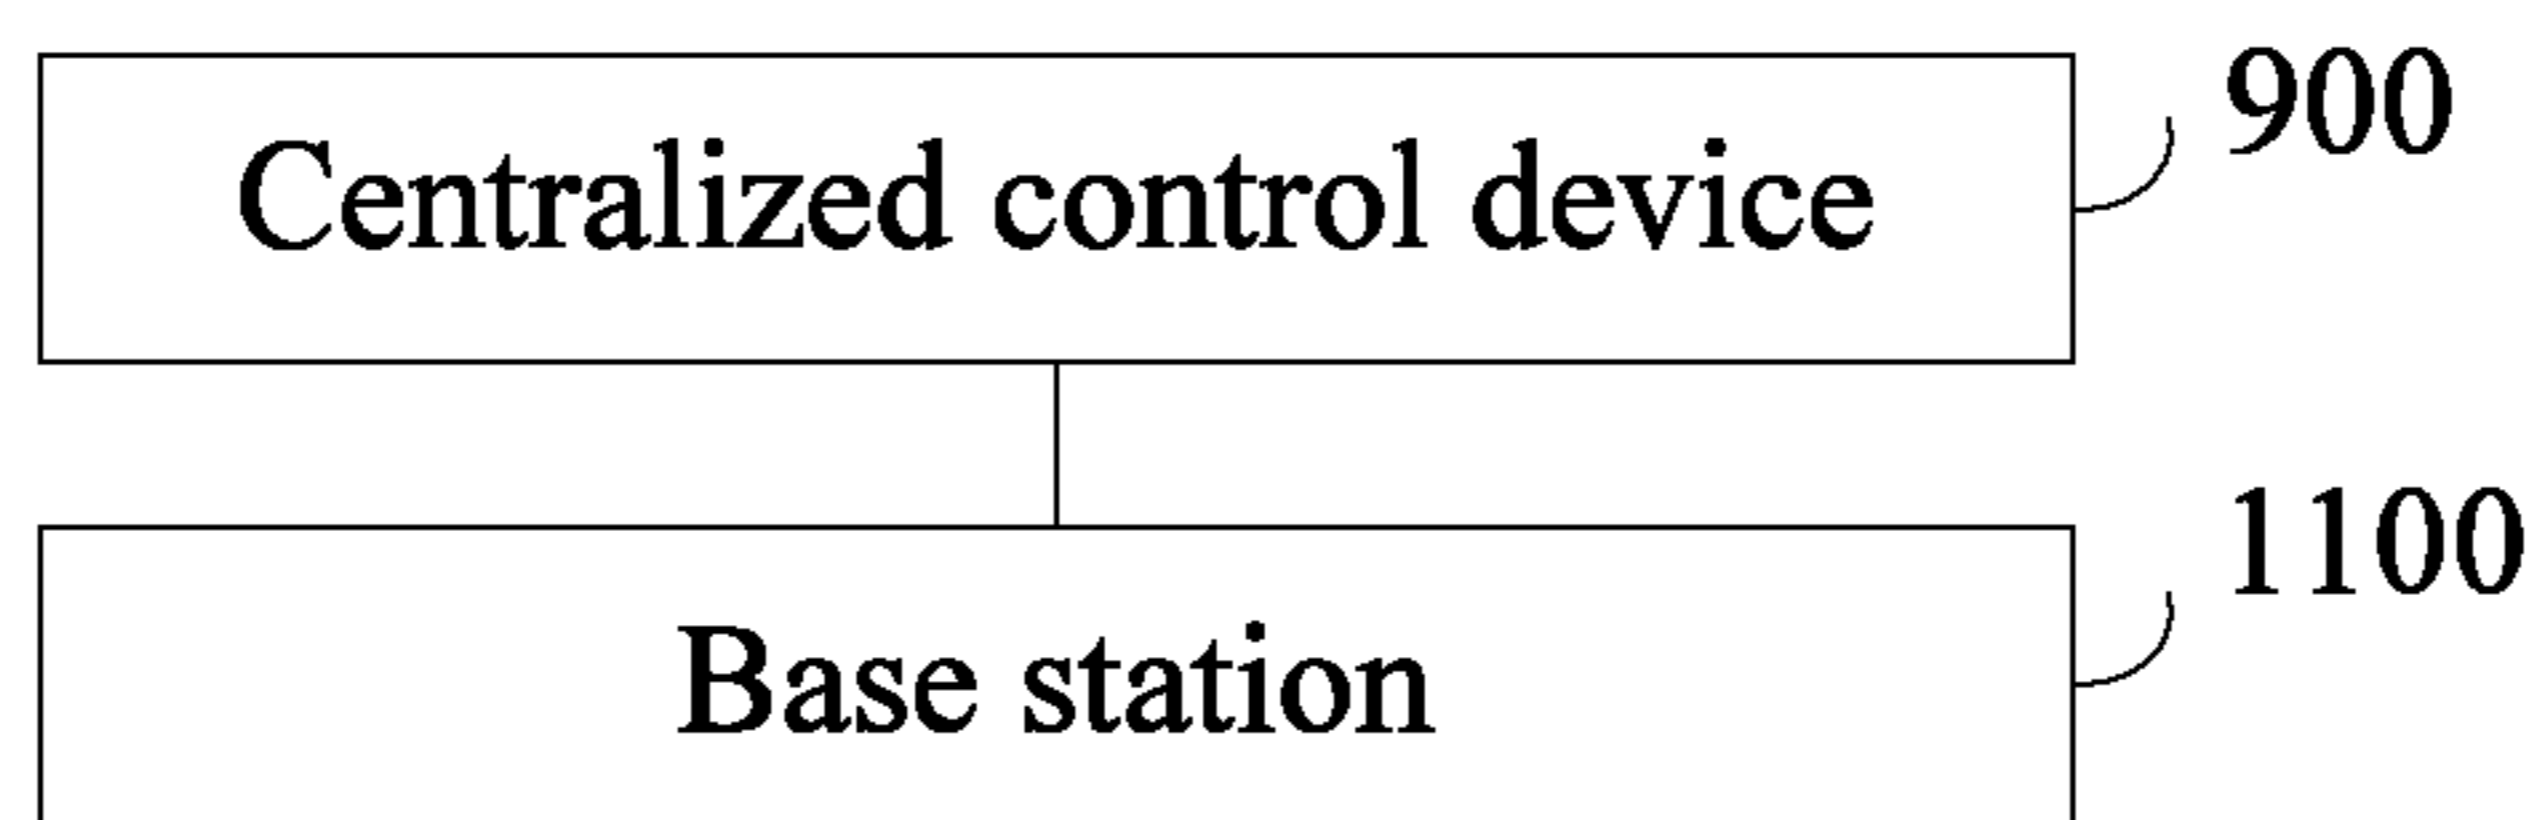 900
Centralized control device
1100
Base station